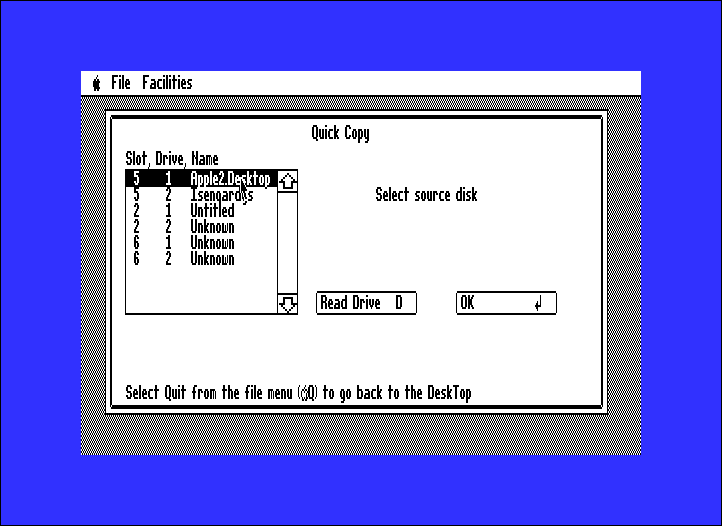 File Facilities
Quick Copy
Slot, Drive, Name
5 1 Apple2.Desktop
5 2 Isengard
2 1 Untitled
2 2 Unknown
6 1 Unknown
6 2 Unknown
Select source disk
Read Drive D
OK
Select Quit from the file menu (Q) to go back to the DeskTop